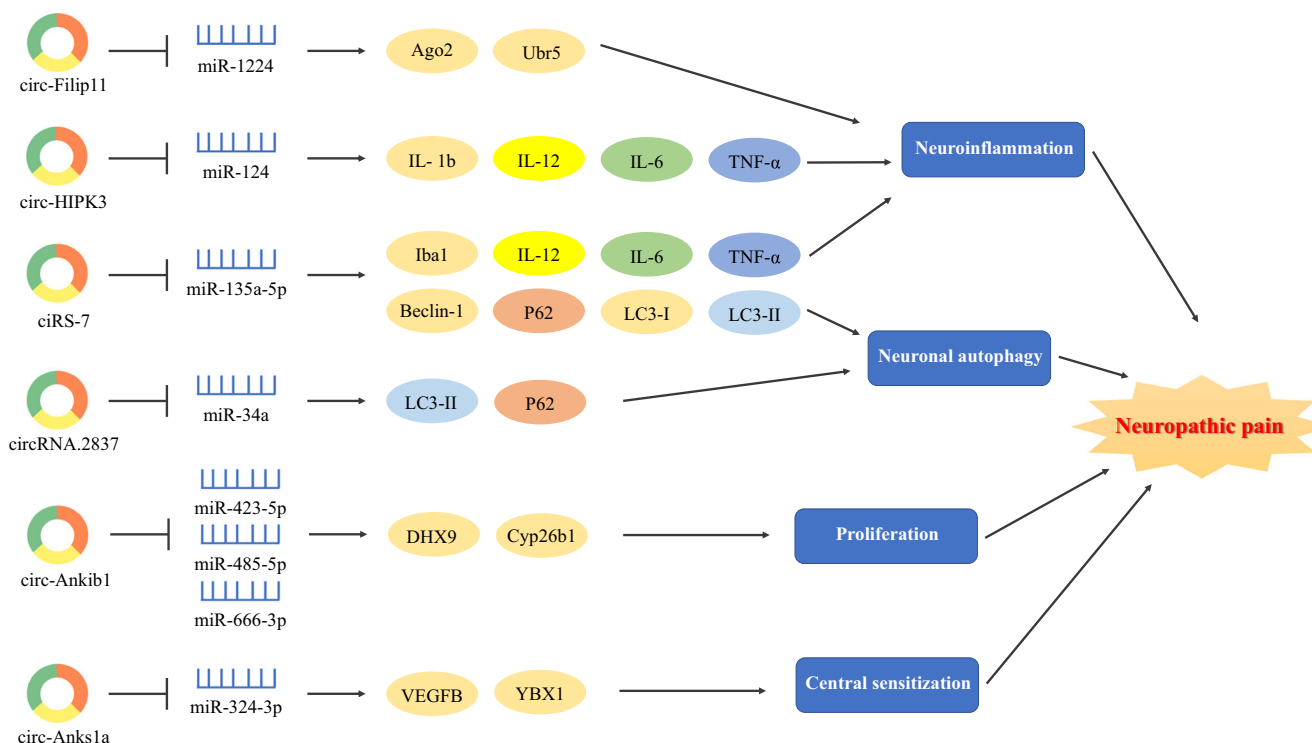 circ-Filip11
miR-1224
Ago2
Ubr5
circ-HIPK3
miR-124
IL- 1b
IL-12
IL-6
TNF-α
Neuroinflammation
ciRS-7
miR-135a-5p
Iba1
IL-12
IL-6
TNF-α
Beclin-1
P62
LC3-I
LC3-II
Neuronal autophagy
circRNA.2837
miR-34a
LC3-II
P62
Neuropathic pain
circ-Ankib1
miR-423-5p
miR-485-5p
miR-666-3p
DHX9
Cyp26b1
Proliferation
circ-Anks1a
miR-324-3p
VEGFB
YBX1
Central sensitization